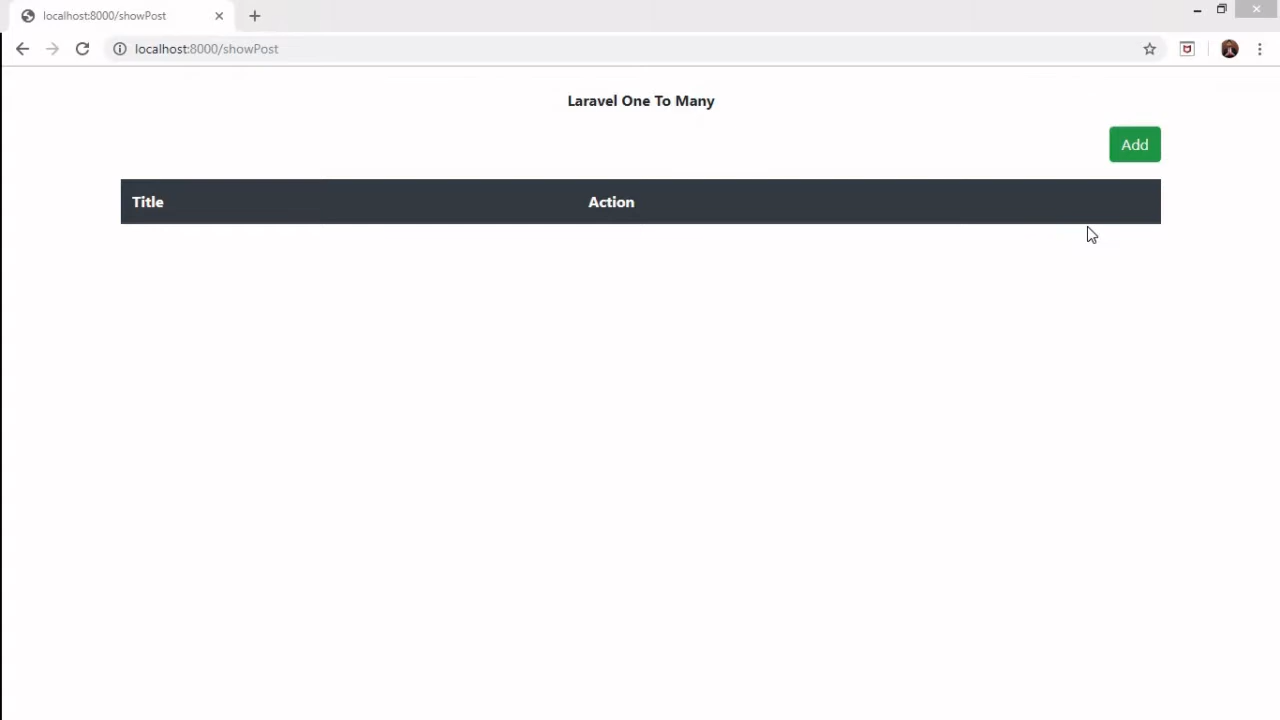 localhost:8000/showPost
localhost:8000/showPost
Laravel One To Many
Add
Title Action